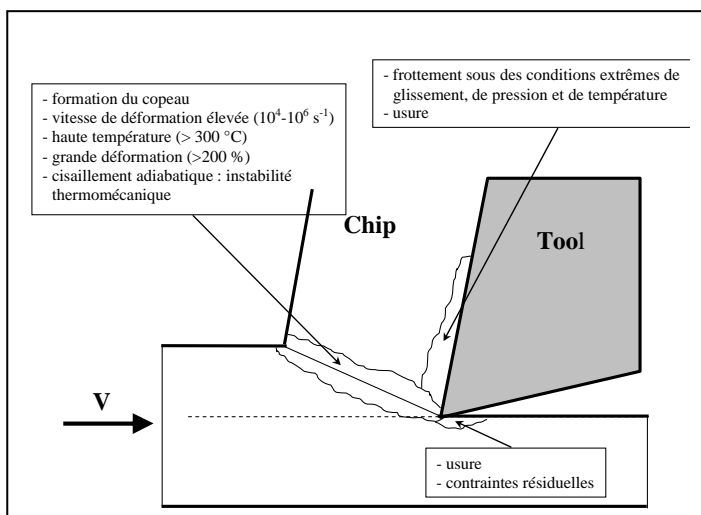 - formation du copeau
- vitesse de déformation élevée (10⁴-10⁶ s⁻¹)
- haute température (> 300 °C)
- grande déformation (>200 %)
- cisaillement adiabatique : instabilité
thermomécanique
- frottement sous des conditions extrêmes de
glissement, de pression et de température
- usure
Chip
Tool
V
- usure
- contraintes résiduelles